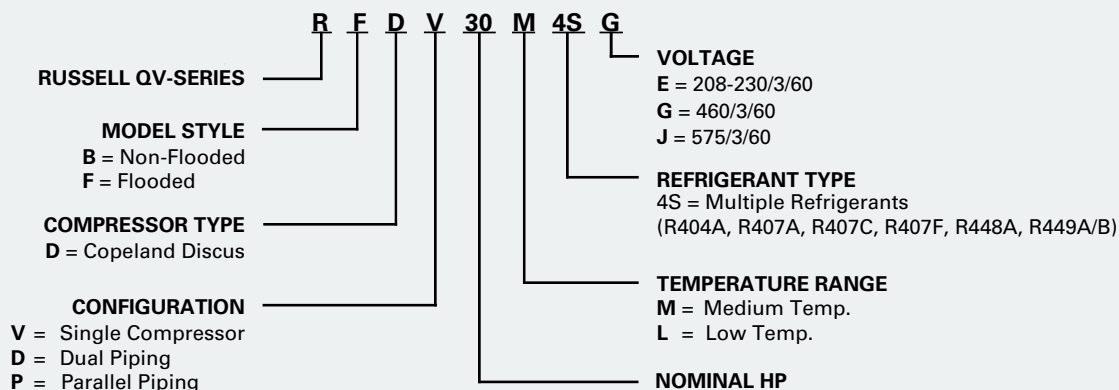 R F D V 30 M 4S G
RUSSELL QV-SERIES
MODEL STYLE
B = Non-Flooded
F = Flooded
COMPRESSOR TYPE
D = Copeland Discus
CONFIGURATION
V = Single Compressor
D = Dual Piping
P = Parallel Piping
VOLTAGE
E = 208-230/3/60
G = 460/3/60
J = 575/3/60
REFRIGERANT TYPE
4S = Multiple Refrigerants
(R404A, R407A, R407C, R407F, R448A, R449A/B)
TEMPERATURE RANGE
M = Medium Temp.
L = Low Temp.
NOMINAL HP